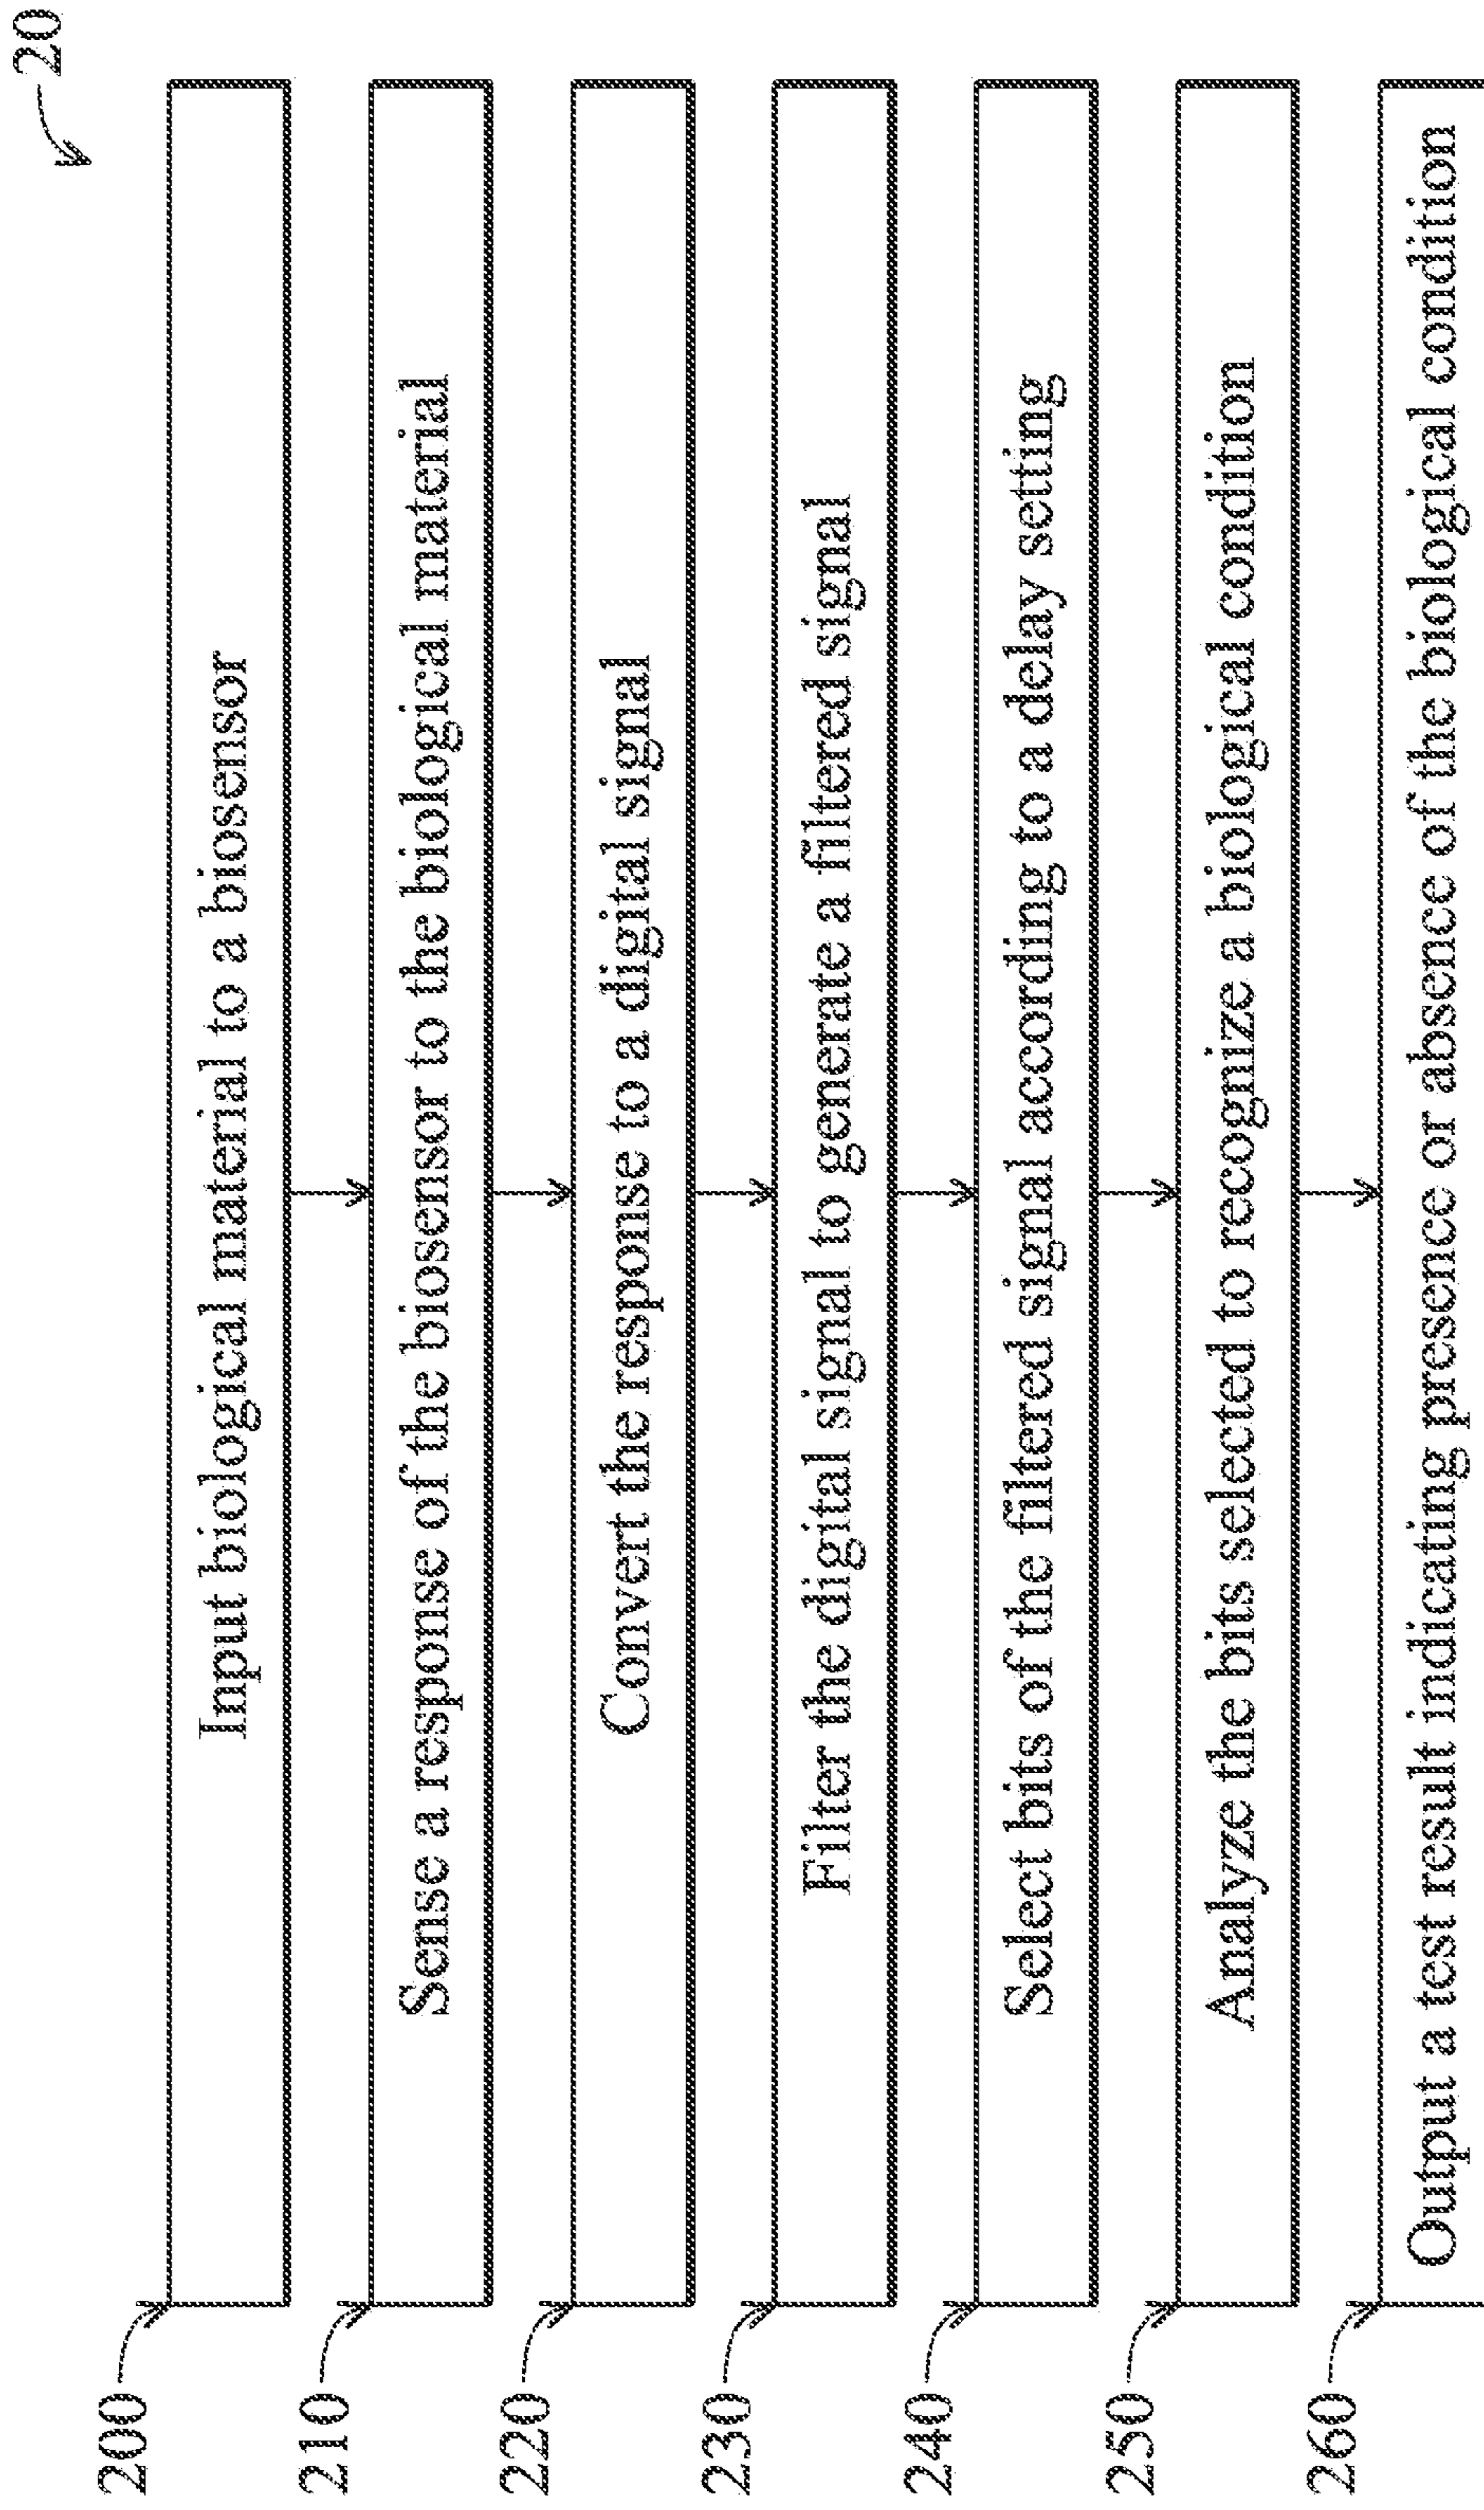 20
200
Input biological material to a biosensor
210
Sense a response of the biosensor to the biological material
220
Convert the response to a digital signal
230
Filter the digital signal to generate a filtered signal
240
Select bits of the filtered signal according to a delay setting
250
Analyze the bits selected to recognize a biological condition
260
Output a test result indicating presence or absence of the biological condition